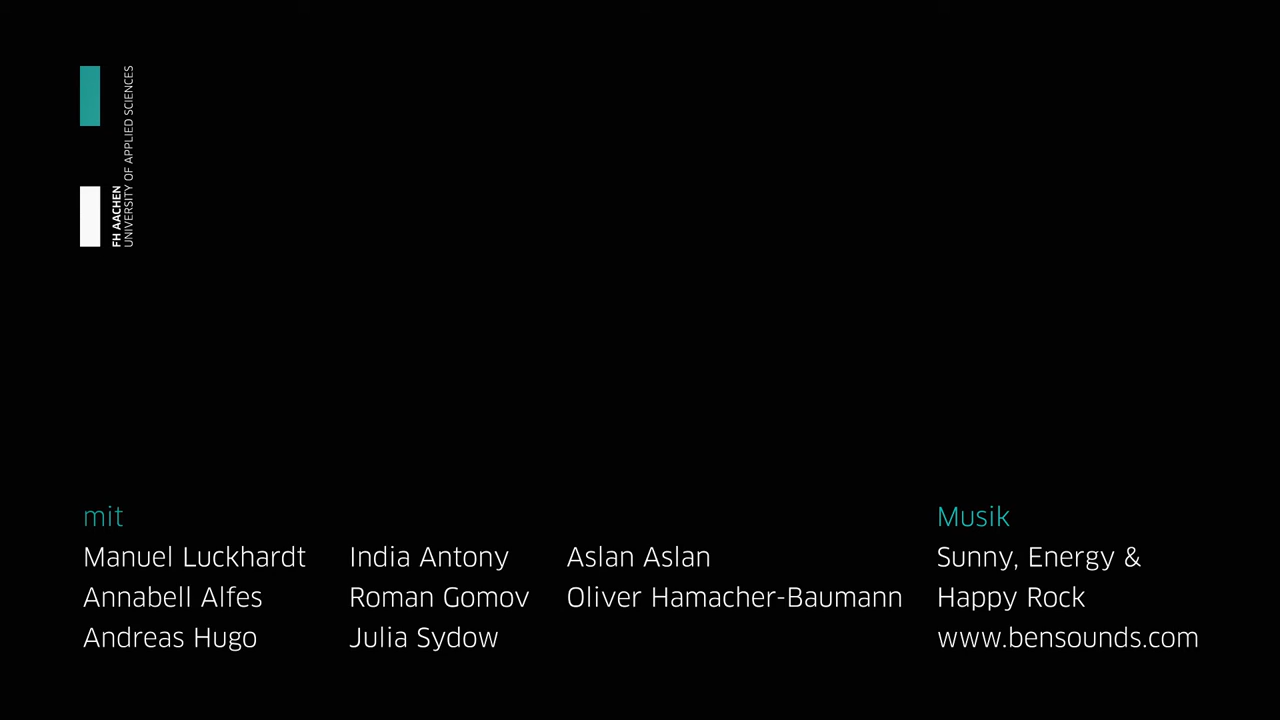 FH AACHEN
UNIVERSITY OF APPLIED SCIENCES
mit
Manuel Luckhardt
Annabell Alfes
Andreas Hugo
India Antony
Roman Gomov
Julia Sydow
Aslan Aslan
Oliver Hamacher-Baumann
Musik
Sunny, Energy &
Happy Rock
www.bensounds.com